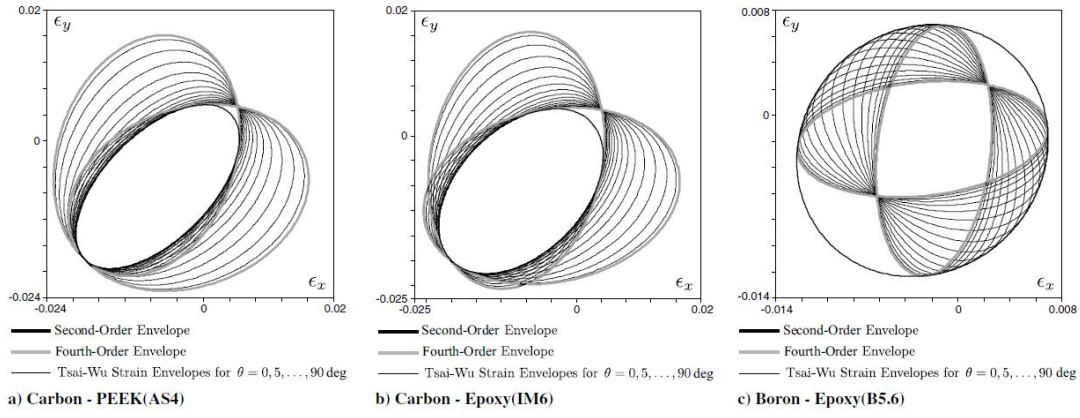 0.02
ϵy
0
-0.024
-0.024
0
0.02
ϵx
Second-Order Envelope
Fourth-Order Envelope
Tsai-Wu Strain Envelopes for θ = 0, 5, . . . , 90 deg
a) Carbon - PEEK(AS4)
0.02
ϵy
0
-0.025
-0.025
0
0.02
ϵx
Second-Order Envelope
Fourth-Order Envelope
Tsai-Wu Strain Envelopes for θ = 0, 5, . . . , 90 deg
b) Carbon - Epoxy(IM6)
0.008
ϵy
0
-0.014
-0.014
0
0.008
ϵx
Second-Order Envelope
Fourth-Order Envelope
Tsai-Wu Strain Envelopes for θ = 0, 5, . . . , 90 deg
c) Boron - Epoxy(B5.6)